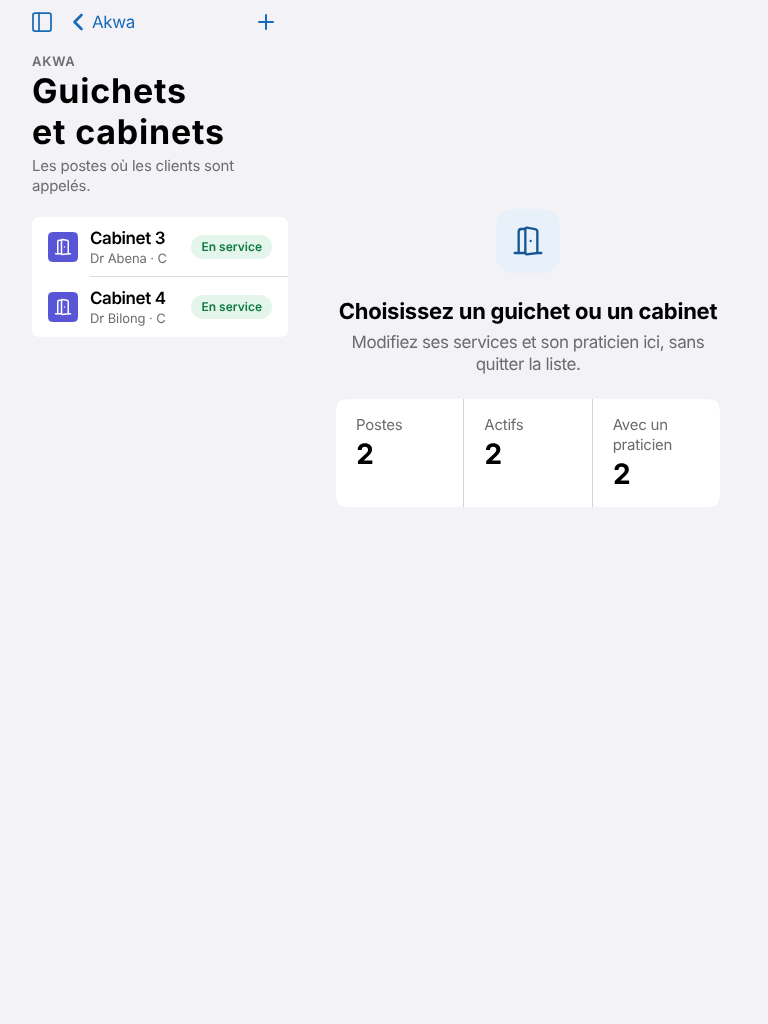 Akwa
AKWA
Guichets
et cabinets
Les postes où les clients sont
appelés.
Cabinet 3
Dr Abena · C
En service
Cabinet 4
Dr Bilong · C
En service
Choisissez un guichet ou un cabinet
Modifiez ses services et son praticien ici, sans
quitter la liste.
Postes
2
Actifs
2
Avec un
praticien
2